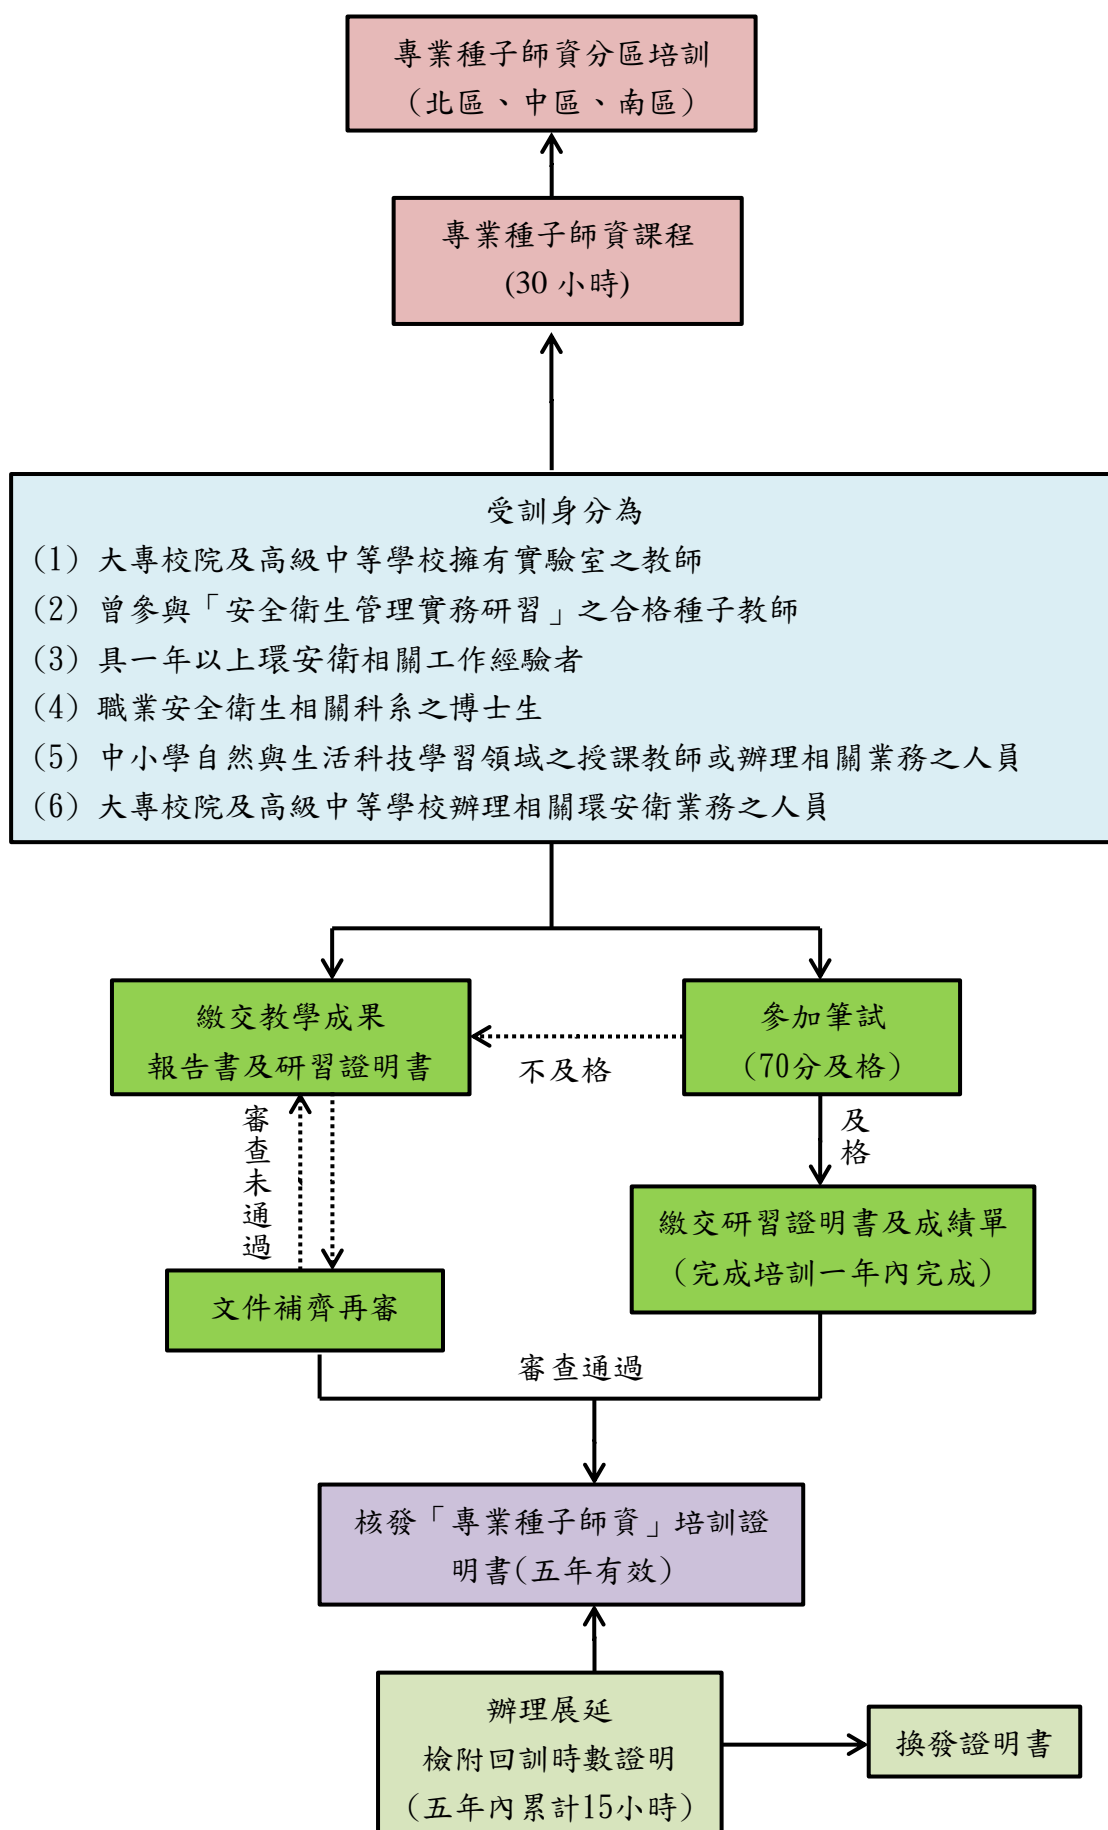 專業種子師資分區培訓
（北區、中區、南區）
專業種子師資課程
(30 小時)
受訓身分為
(1) 大專校院及高級中等學校擁有實驗室之教師
(2) 曾參與「安全衛生管理實務研習」之合格種子教師
(3) 具一年以上環安衛相關工作經驗者
(4) 職業安全衛生相關科系之博士生
(5) 中小學自然與生活科技學習領域之授課教師或辦理相關業務之人員
(6) 大專校院及高級中等學校辦理相關環安衛業務之人員
繳交教學成果
報告書及研習證明書
不及格
參加筆試
（70分及格）
審查未通過
及格
文件補齊再審
繳交研習證明書及成績單
（完成培訓一年內完成）
審查通過
核發「專業種子師資」培訓證
明書(五年有效）
辦理展延
檢附回訓時數證明
（五年內累計15小時）
換發證明書